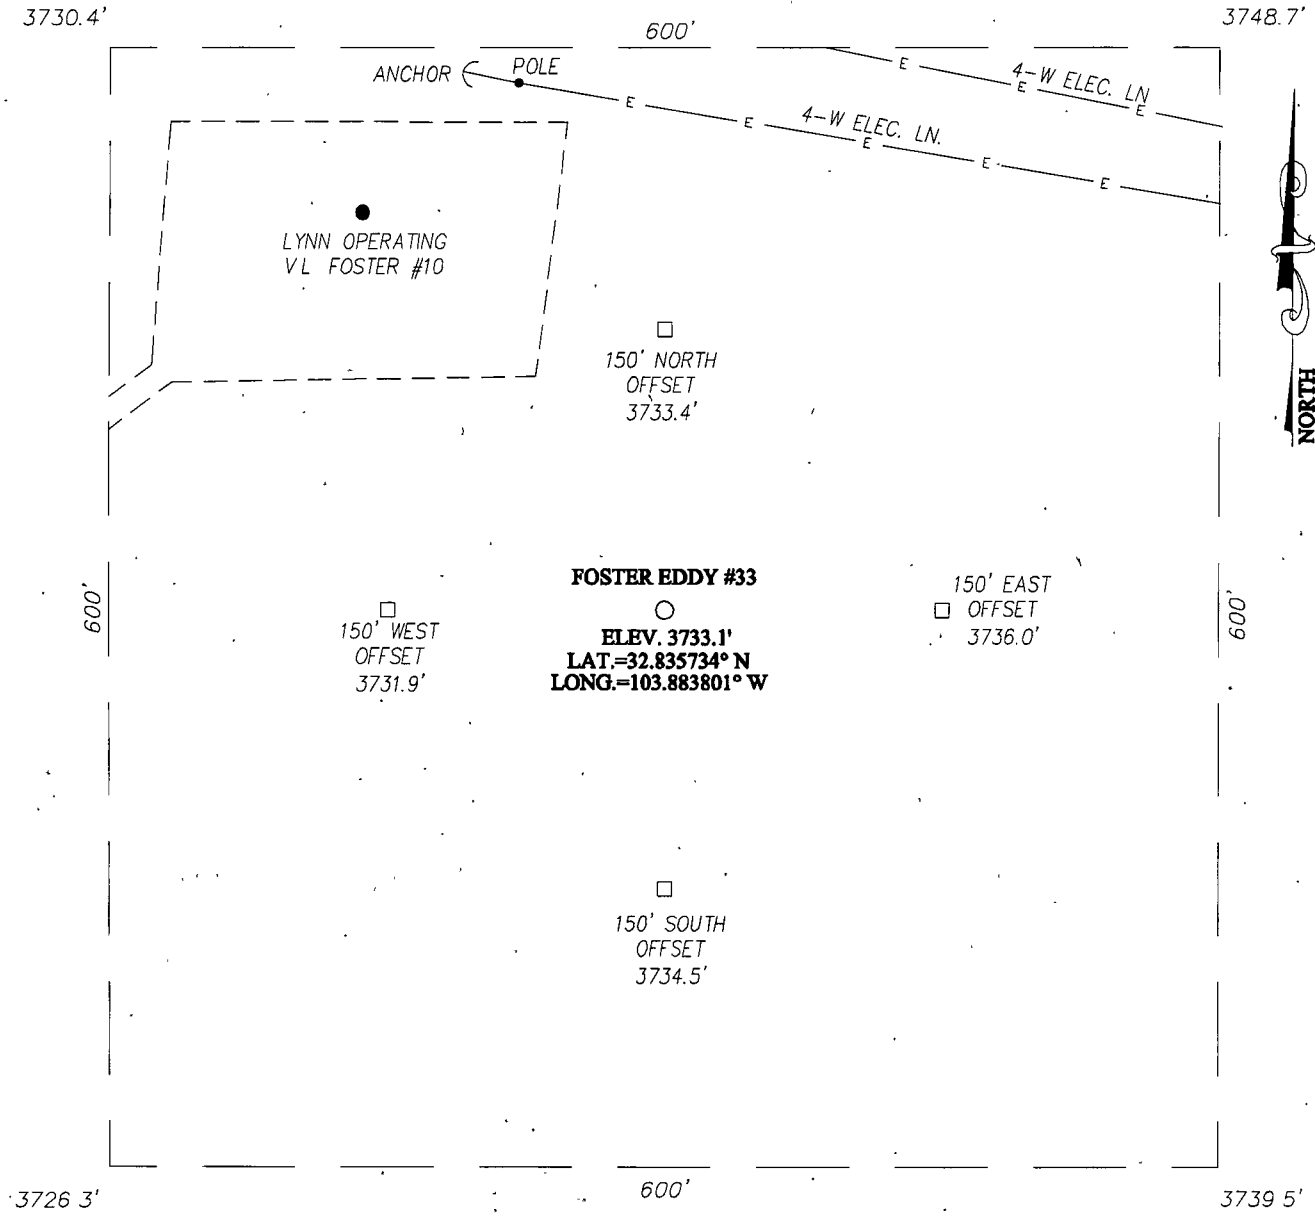 3730.4'
600'
3748.7'
ANCHOR
POLE
E
4-W ELEC. LN
E
E
E
E
4-W ELEC. LN.
E
E
E
LYNN OPERATING
VL FOSTER #10
NORTH
150' NORTH
OFFSET
3733.4'
600'
FOSTER EDDY #33
ELEV. 3733.1'
LAT.=32.835734° N
LONG.=103.883801° W
150' WEST
OFFSET
3731.9'
150' EAST
OFFSET
3736.0'
600'
150' SOUTH
OFFSET
3734.5'
3726 3'
600'
3739 5'